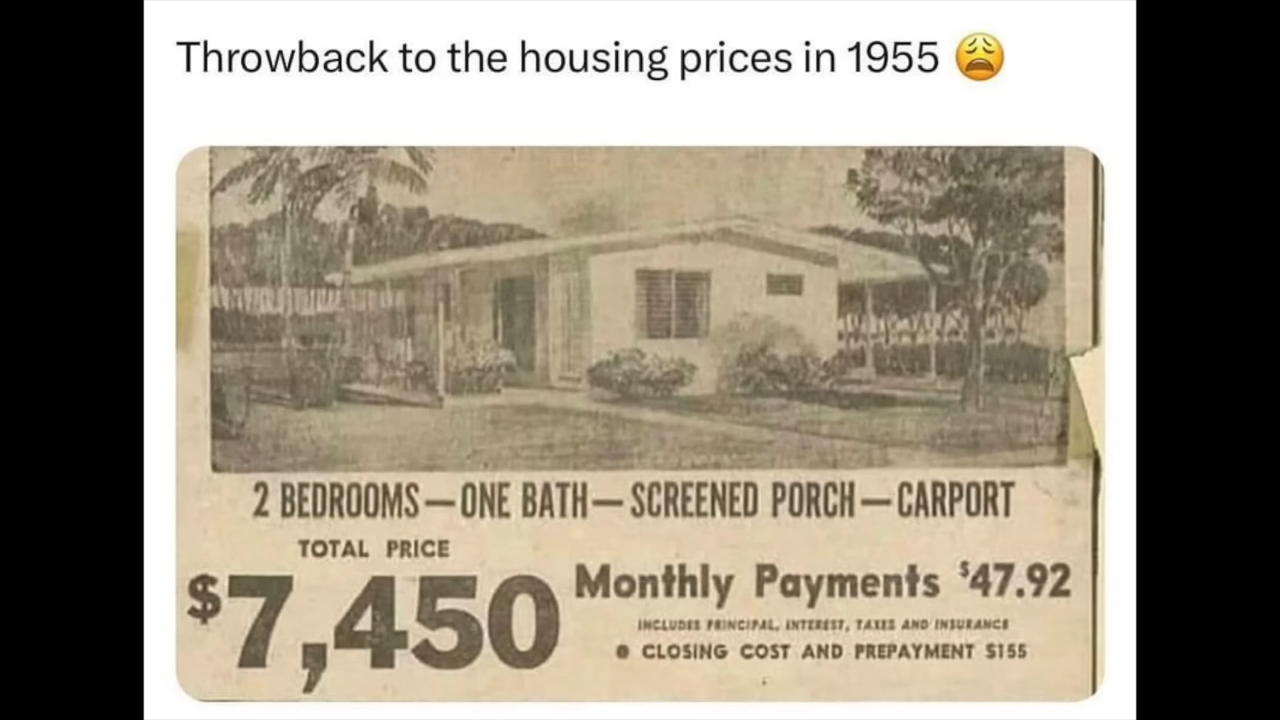 Throwback to the housing prices in 1955 😩
2 BEDROOMS—ONE BATH—SCREENED PORCH—CARPORT
TOTAL PRICE
$7,450
Monthly Payments $47.92
INCLUDES PRINCIPAL, INTEREST, TAXES AND INSURANCE
● CLOSING COST AND PREPAYMENT $155